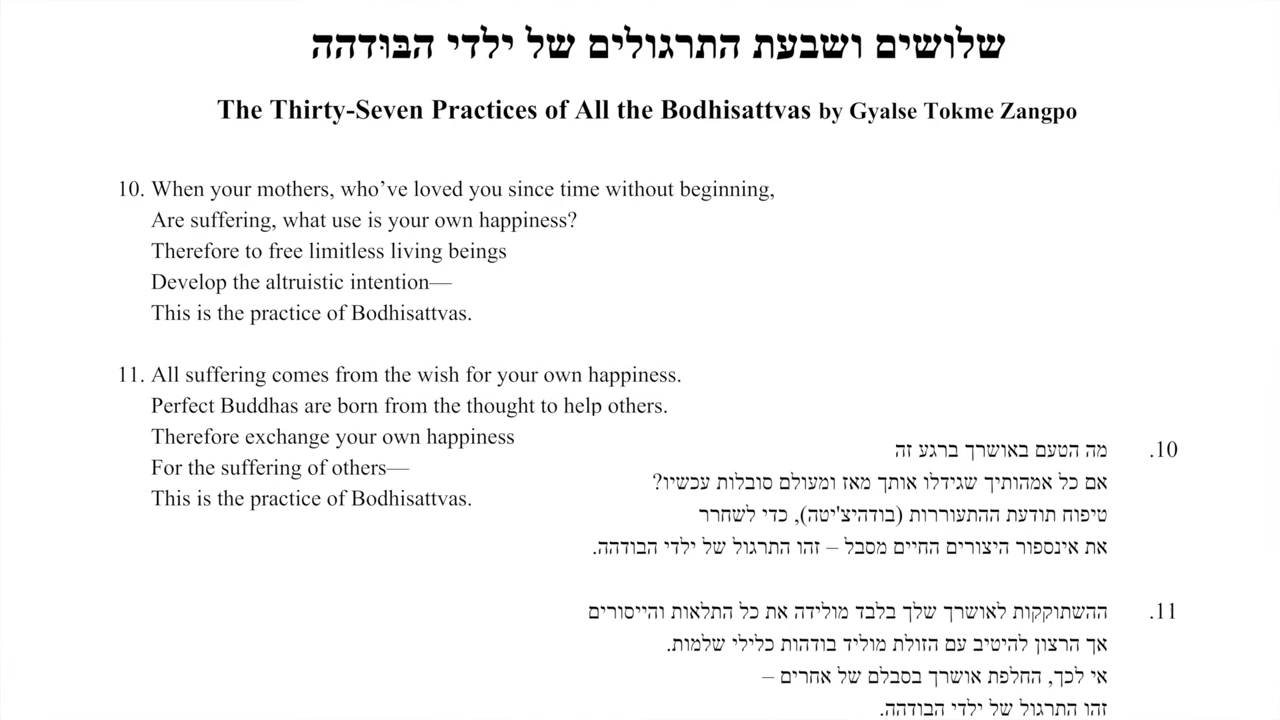 שלושים ושבעת התרגולים של ילדי הבּוּדהה
The Thirty-Seven Practices of All the Bodhisattvas by Gyalse Tokme Zangpo
10. When your mothers, who’ve loved you since time without beginning,
Are suffering, what use is your own happiness?
Therefore to free limitless living beings
Develop the altruistic intention—
This is the practice of Bodhisattvas.
11. All suffering comes from the wish for your own happiness.
Perfect Buddhas are born from the thought to help others.
Therefore exchange your own happiness
For the suffering of others—
This is the practice of Bodhisattvas.
10. מה הטעם באושרך ברגע זה
אם כל אמהותיך שגידלו אותך מאז ומעולם סובלות עכשיו?
טיפוח תודעת ההתעוררות (בודהיצ'יטה), כדי לשחרר
את אינספור היצורים החיים מסבל – זהו התרגול של ילדי הבודהה.
11. ההשתוקקות לאושרך שלך בלבד מולידה את כל התלאות והייסורים
אך הרצון להיטיב עם הזולת מוליד בודהות כלילי שלמות.
אי לכך, החלפת אושרך בסבלם של אחרים –
זהו התרגול של ילדי הבודהה.